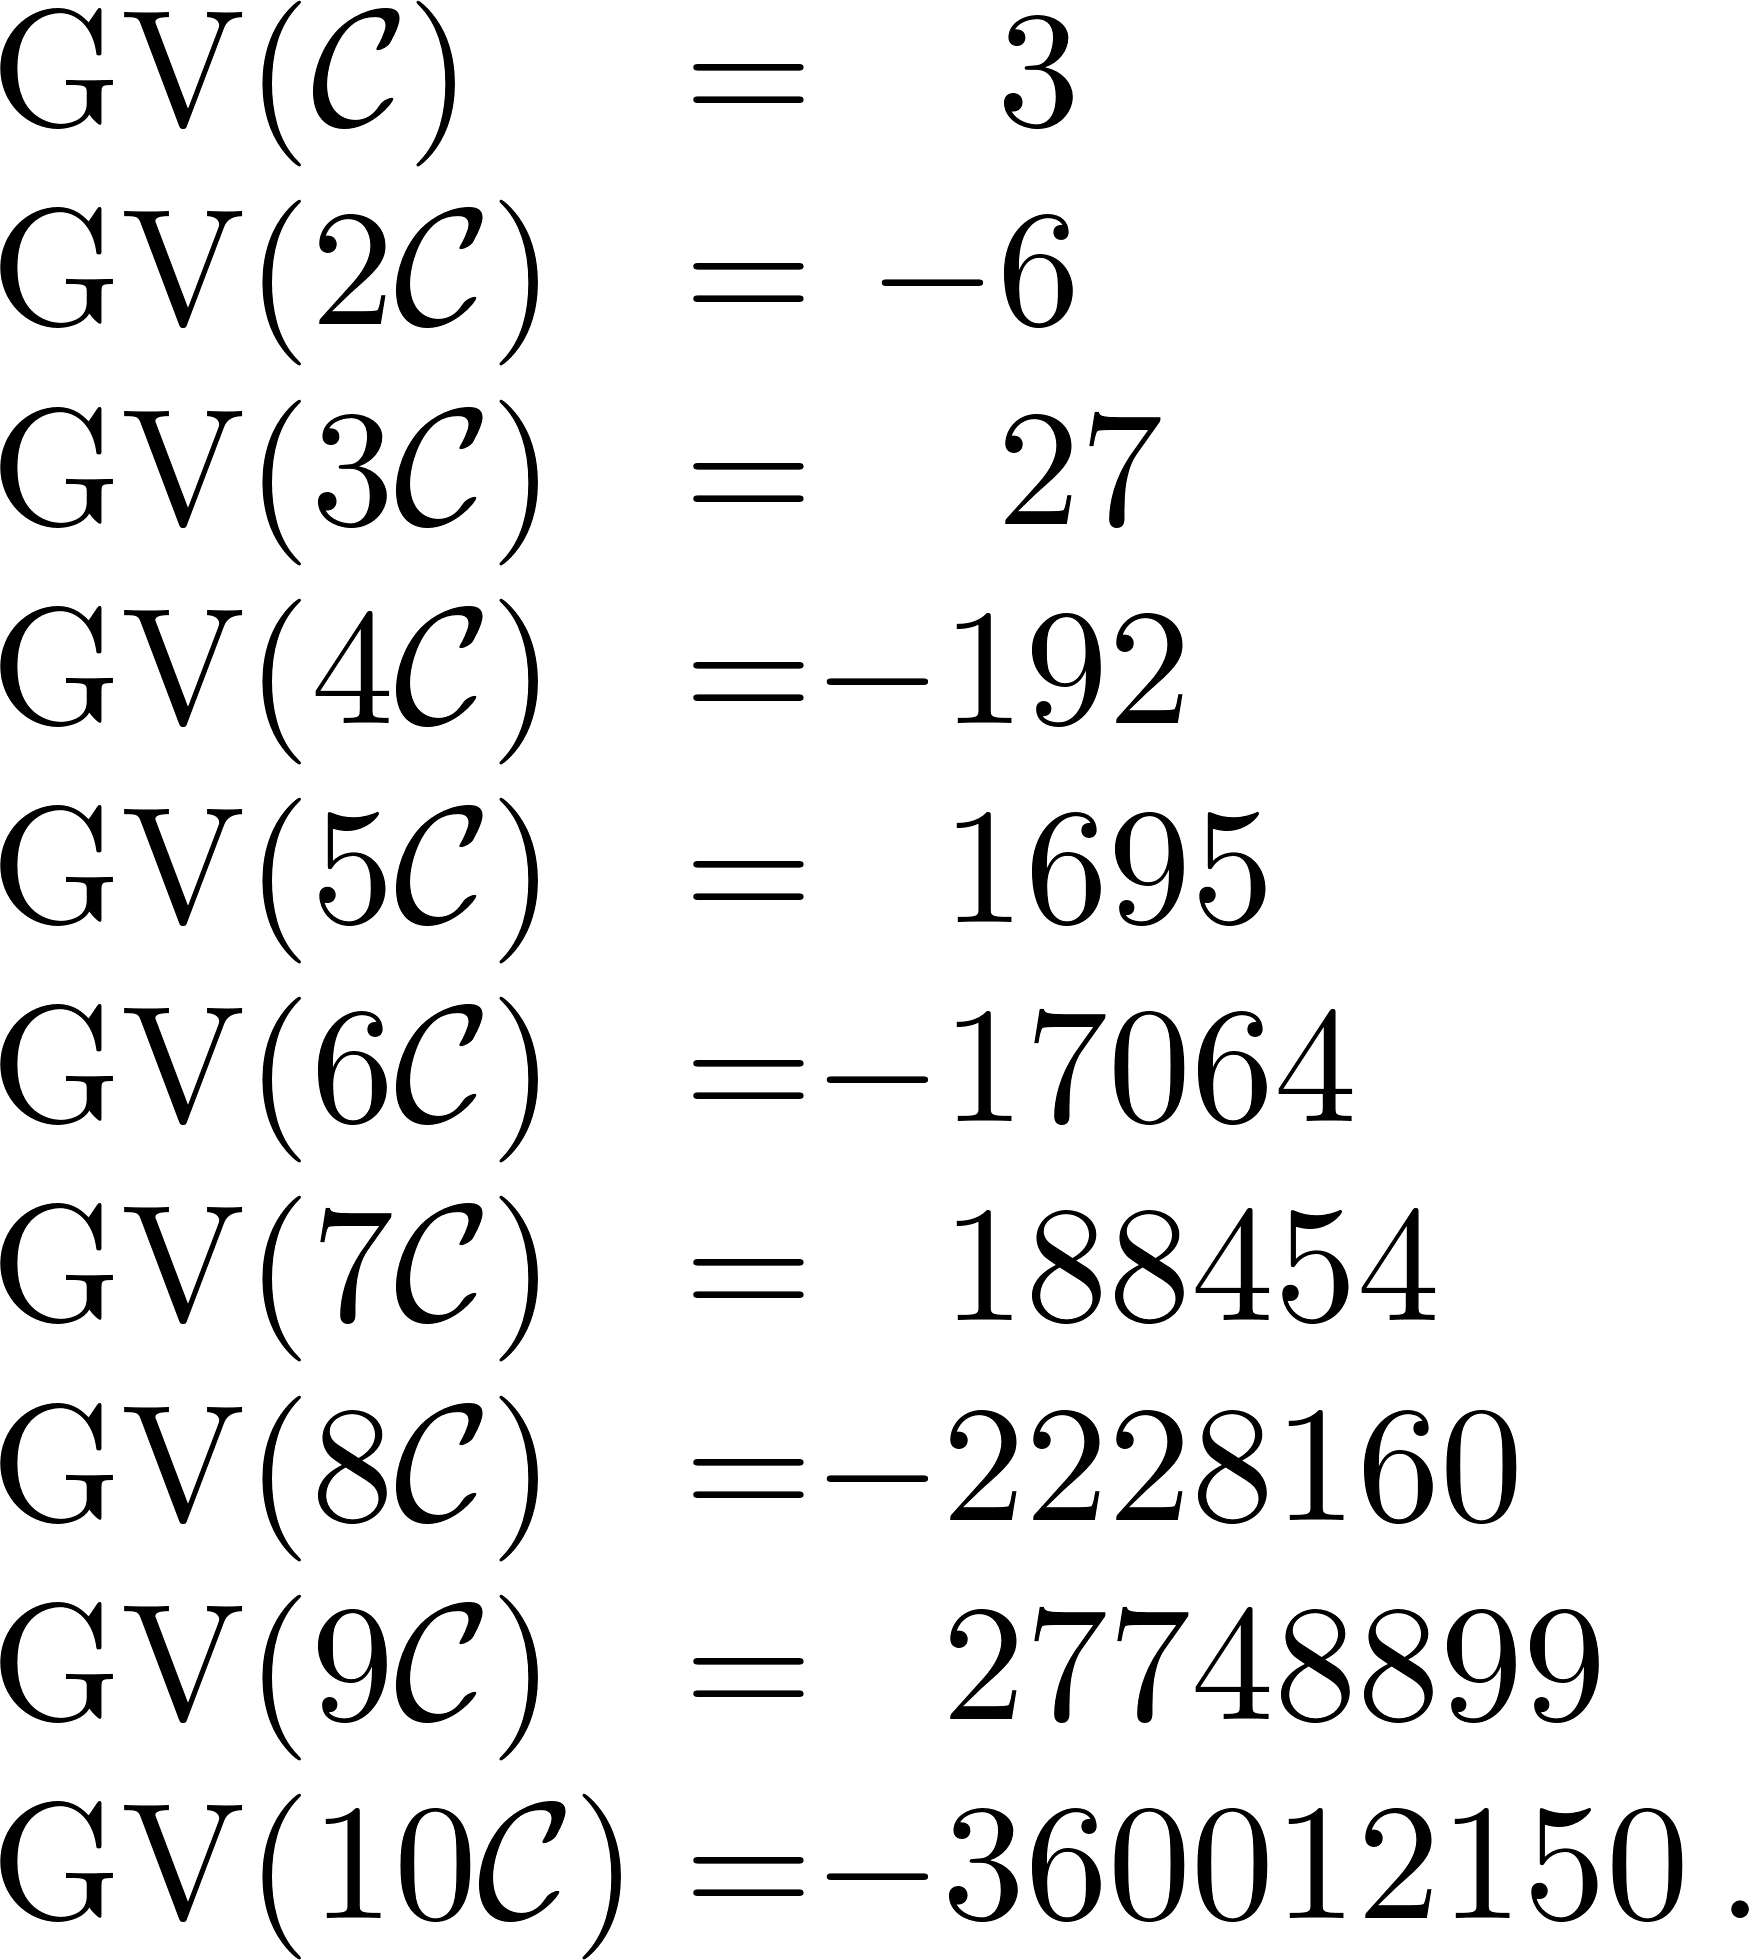 GV(𝒞) = 3
GV(2𝒞) = −6
GV(3𝒞) = 27
GV(4𝒞) = −192
GV(5𝒞) = 1695
GV(6𝒞) = −17064
GV(7𝒞) = 188454
GV(8𝒞) = −2228160
GV(9𝒞) = 27748899
GV(10𝒞) = −360012150 .